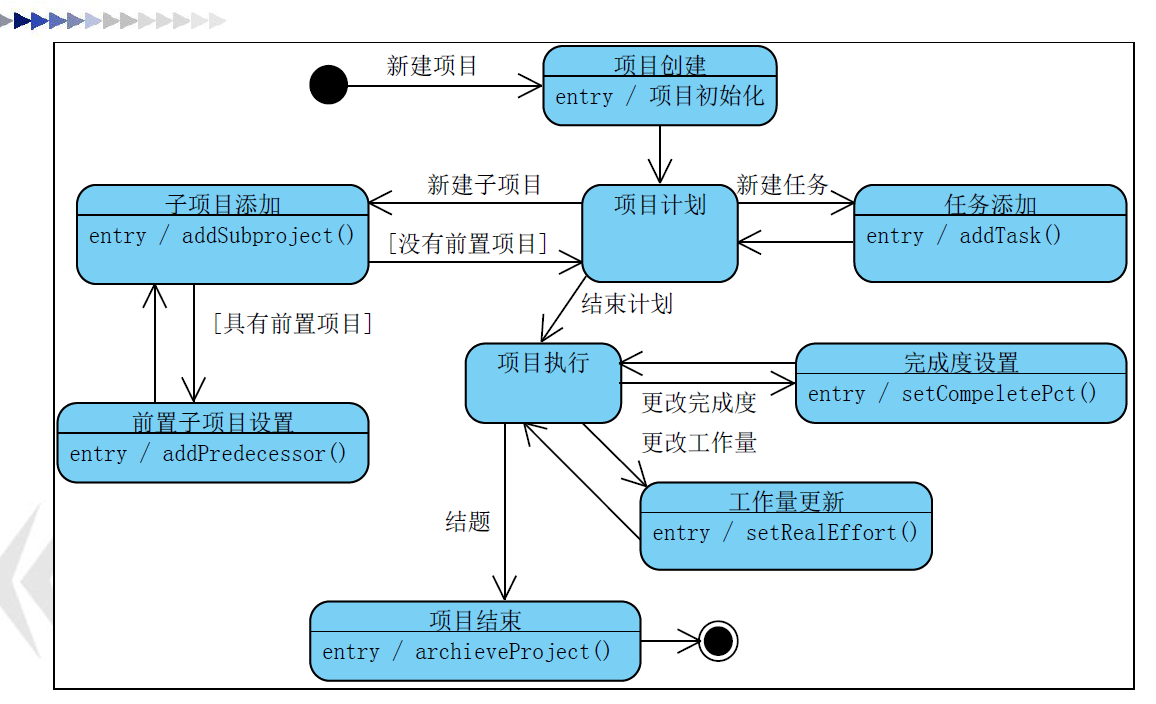 新建项目
项目创建
entry / 项目初始化
新建子项目
新建任务
子项目添加
entry / addSubproject()
项目计划
任务添加
entry / addTask()
[没有前置项目]
结束计划
[具有前置项目]
项目执行
完成度设置
entry / setCompeletePct()
更改完成度
前置子项目设置
entry / addPredecessor()
更改工作量
工作量更新
entry / setRealEffort()
结题
项目结束
entry / archieveProject()